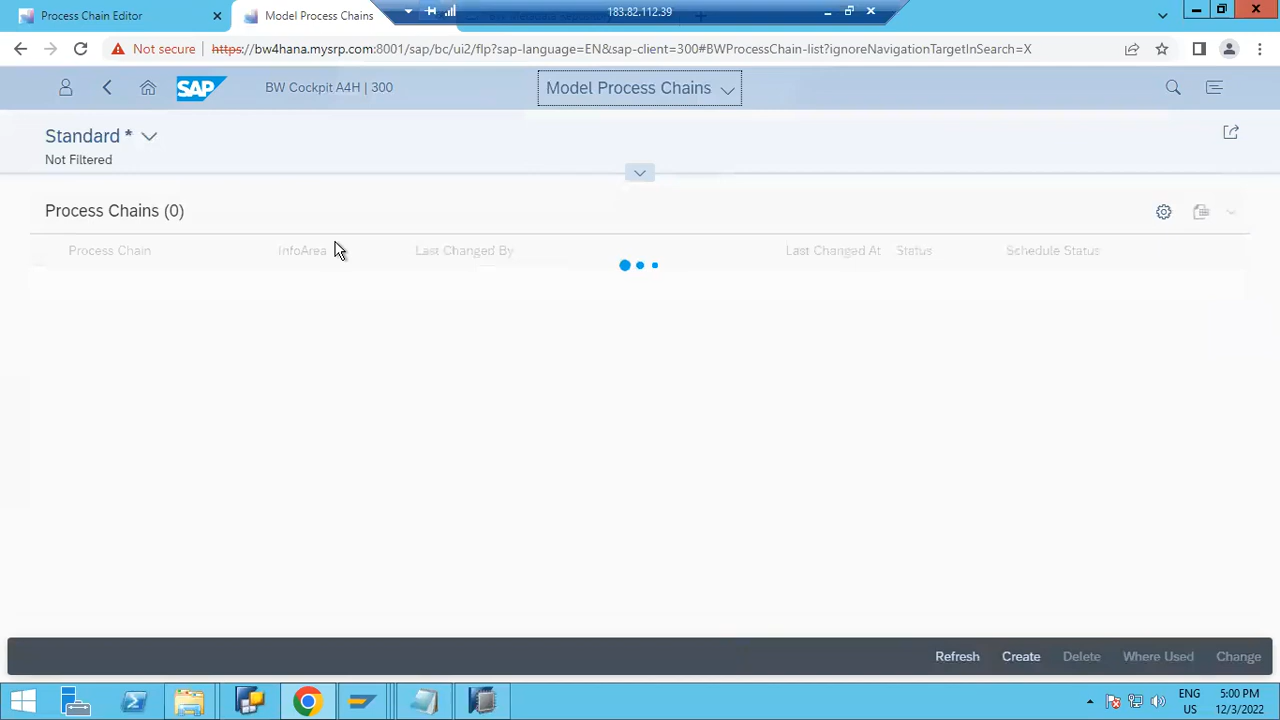 Process Chain Editor
Model Process Chains
183.82.112.39
Not secure
https://bw4hana.mysrp.com:8001/sap/bc/ui2/flp?sap-language=EN&sap-client=300#BWProcessChain-list?ignoreNavigationTargetInSearch=X
SAP
BW Cockpit A4H | 300
Model Process Chains
Standard *
Not Filtered
Process Chains (0)
Process Chain
InfoArea
Last Changed By
Last Changed At
Status
Schedule Status
Refresh
Create
Delete
Where Used
Change
ENG
US
5:00 PM
12/3/2022